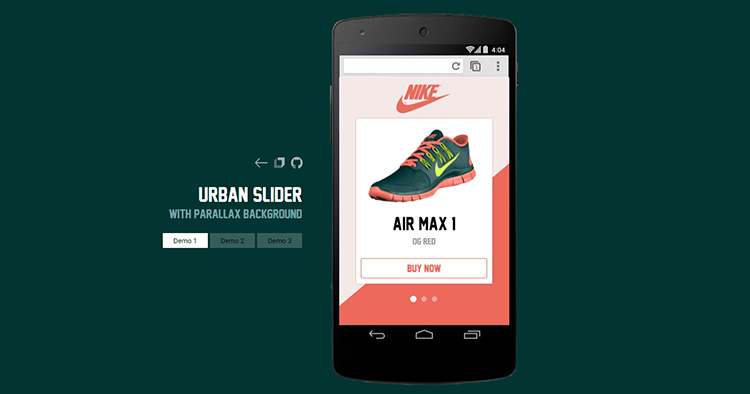 URBAN SLIDER
WITH PARALLAX BACKGROUND
Demo 1 Demo 2 Demo 3
4:04
1
NIKE
AIR MAX 1
OG RED
BUY NOW